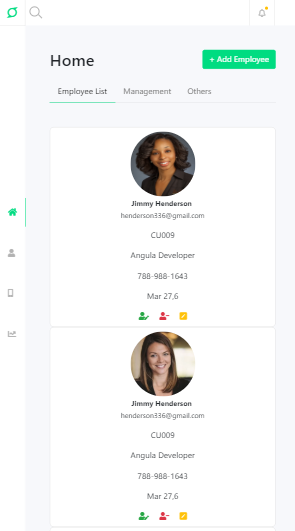 Home
+ Add Employee
Employee List
Management
Others
Jimmy Henderson
henderson336@gmail.com
CU009
Angula Developer
788-988-1643
Mar 27,6
Jimmy Henderson
henderson336@gmail.com
CU009
Angula Developer
788-988-1643
Mar 27,6